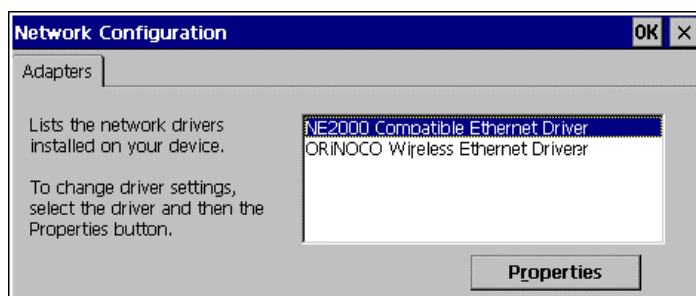 Network Configuration OK ×
Adapters
Lists the network drivers
installed on your device.
To change driver settings,
select the driver and then the
Properties button.
NE2000 Compatible Ethernet Driver
ORiNOCO Wireless Ethernet Driverər
Properties